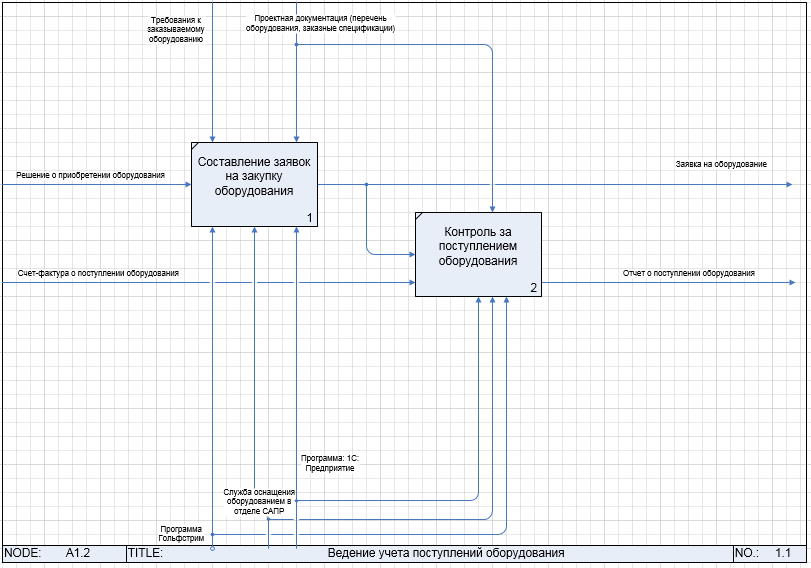 Требования к
заказываемому
оборудованию
Проектная документация (перечень
оборудования, заказные спецификации)
Составление заявок
на закупку
оборудования
1
Решение о приобретении оборудования
Заявка на оборудование
Контроль за
поступлением
оборудования
2
Счет-фактура о поступлении оборудования
Отчет о поступлении оборудования
Программа: 1С:
Предприятие
Служба оснащения
оборудованием в
отделе САПР
Программа
Гольфстрим
NODE: A1.2 TITLE: Ведение учета поступлений оборудования NO.: 1.1